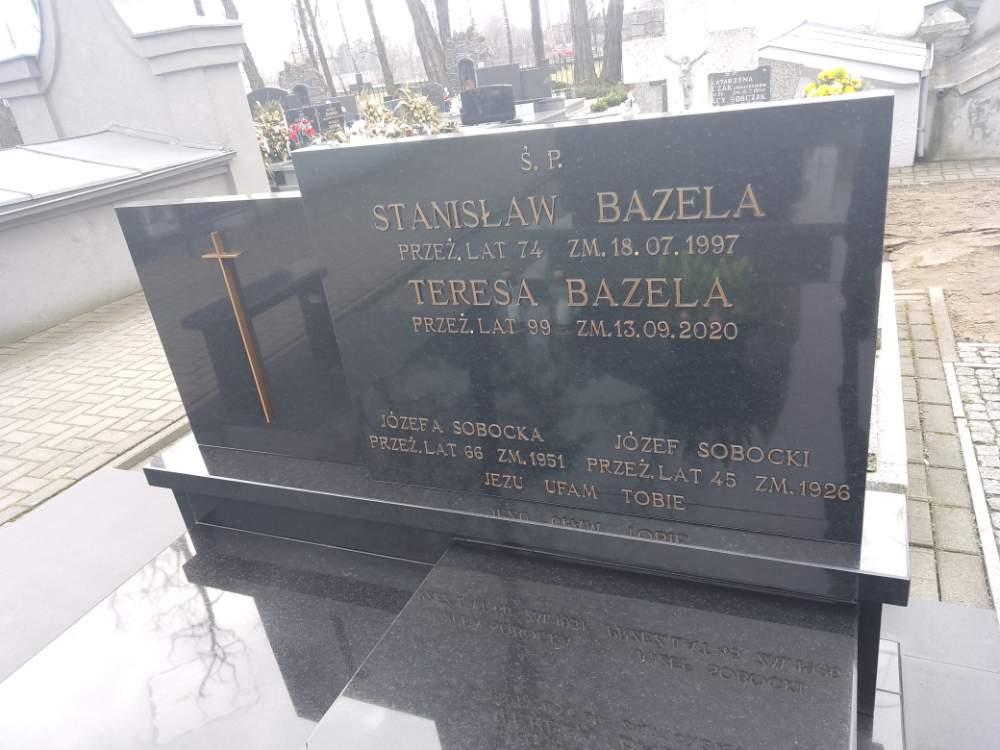 KATARZYNA
Ś. P.
STANISŁAW BAZELA
PRZEŻ. LAT 74 ZM. 18.07.1997
TERESA BAZELA
PRZEŻ. LAT 99 ZM. 13.09.2020
JÓZEFA SOBOCKA
PRZEŻ. LAT 66 ZM. 1951
JÓZEF SOBOCKI
PRZEŻ. LAT 45 ZM. 1926
JEZU UFAM TOBIE